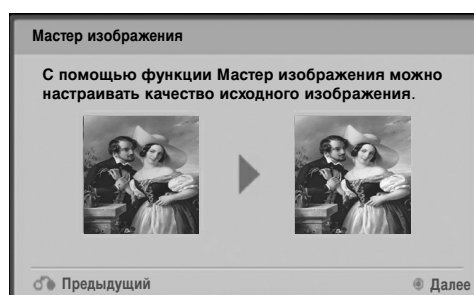 Мастер изображения
С помощью функции Мастер изображения можно
настраивать качество исходного изображения.
Предыдущий
Далее